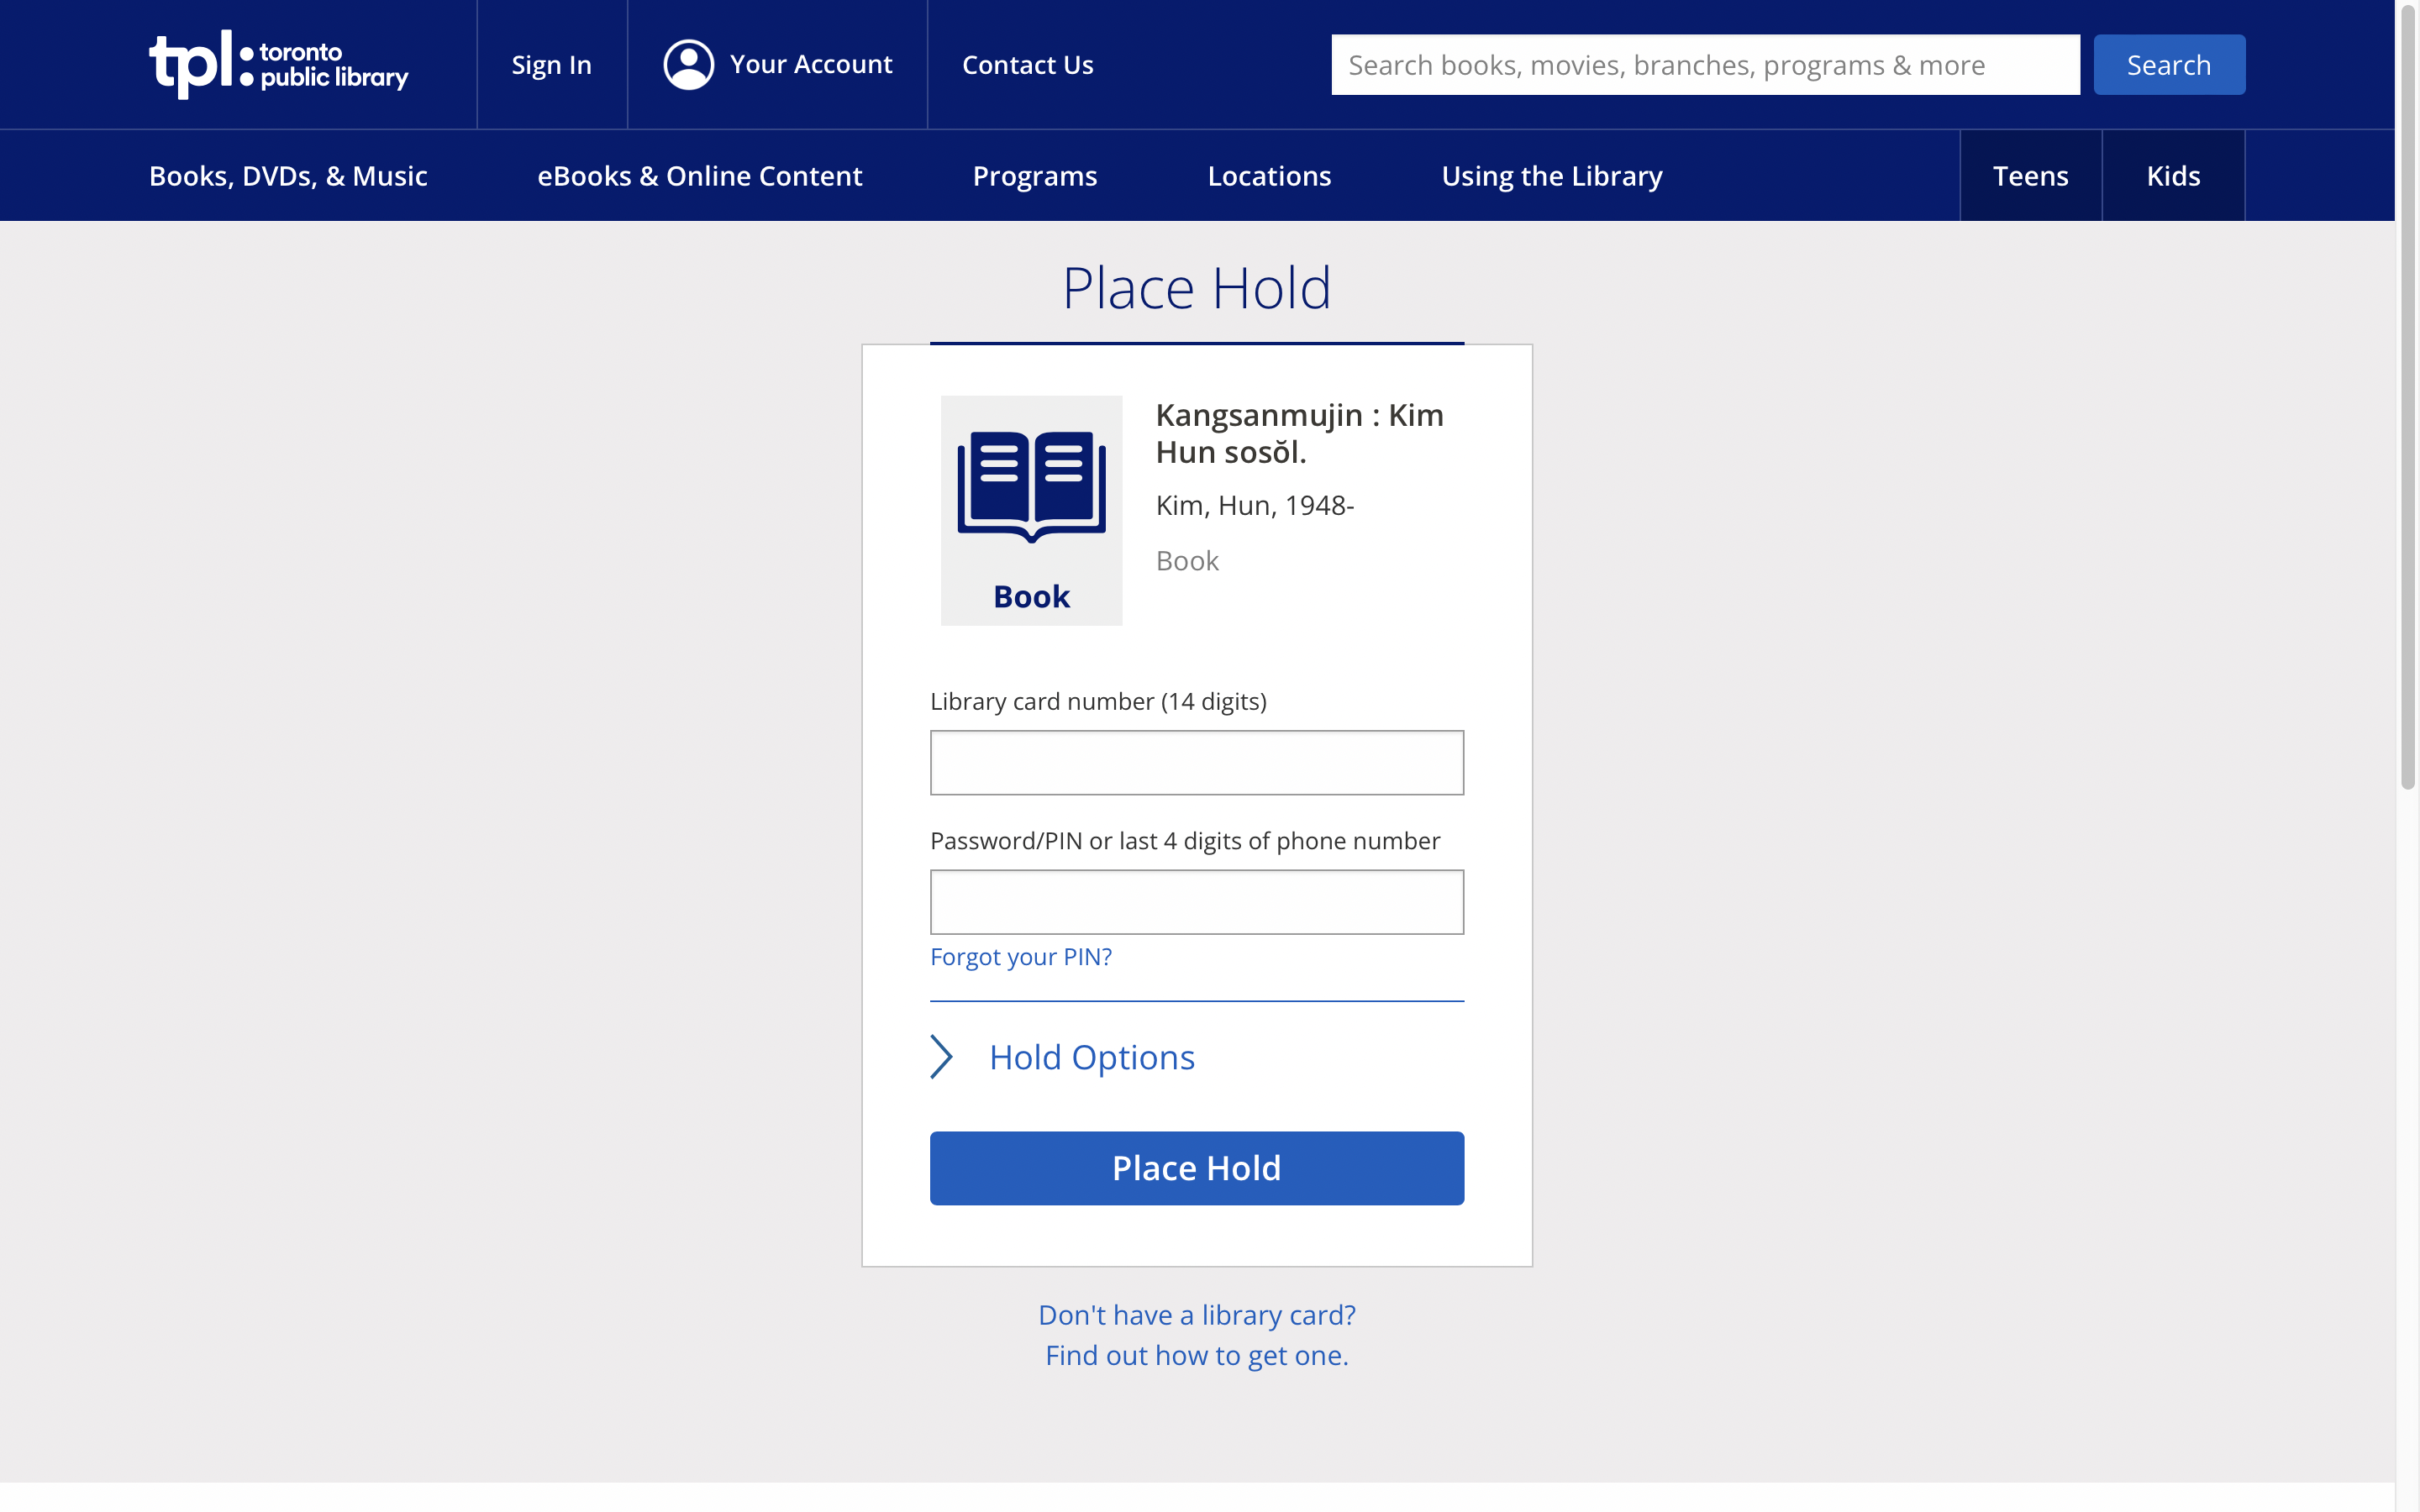 tpl: toronto public library
Sign In
Your Account
Contact Us
Search books, movies, branches, programs & more
Search
Books, DVDs, & Music
eBooks & Online Content
Programs
Locations
Using the Library
Teens
Kids
Place Hold
Book
Kangsanmujin : Kim
Hun sosŏl.
Kim, Hun, 1948-
Book
Library card number (14 digits)
Password/PIN or last 4 digits of phone number
Forgot your PIN?
Hold Options
Place Hold
Don't have a library card?
Find out how to get one.